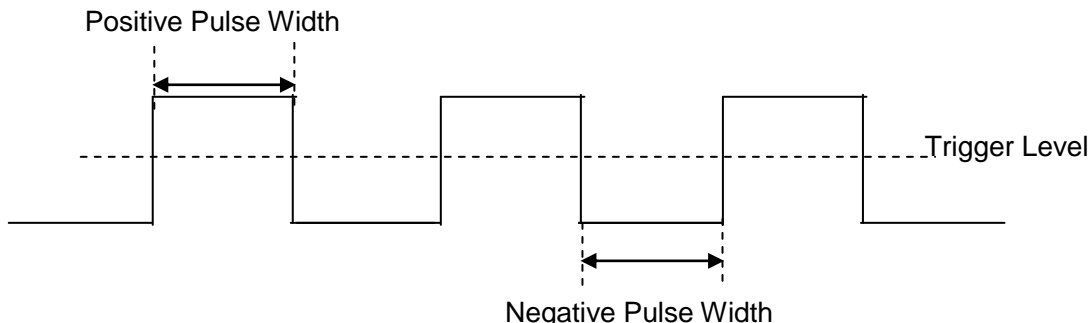 Positive Pulse Width
Trigger Level
Negative Pulse Width